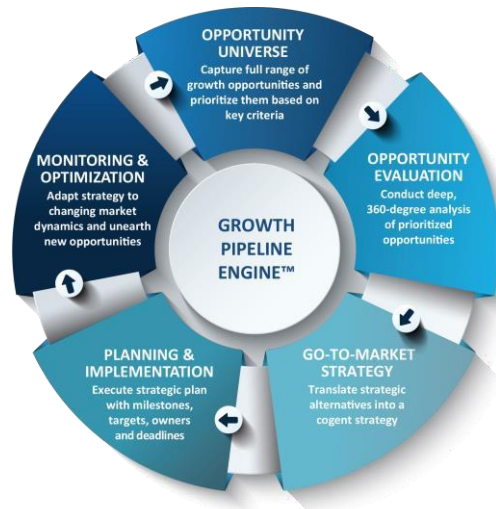 OPPORTUNITY
UNIVERSE
Capture full range of
growth opportunities and
prioritize them based on
key criteria
OPPORTUNITY
EVALUATION
Conduct deep,
360-degree analysis
of prioritized
opportunities
GO-TO-MARKET
STRATEGY
Translate strategic
alternatives into a
cogent strategy
PLANNING &
IMPLEMENTATION
Execute strategic plan
with milestones,
targets, owners
and deadlines
MONITORING &
OPTIMIZATION
Adapt strategy to
changing market
dynamics and unearth
new opportunities
GROWTH
PIPELINE
ENGINE™